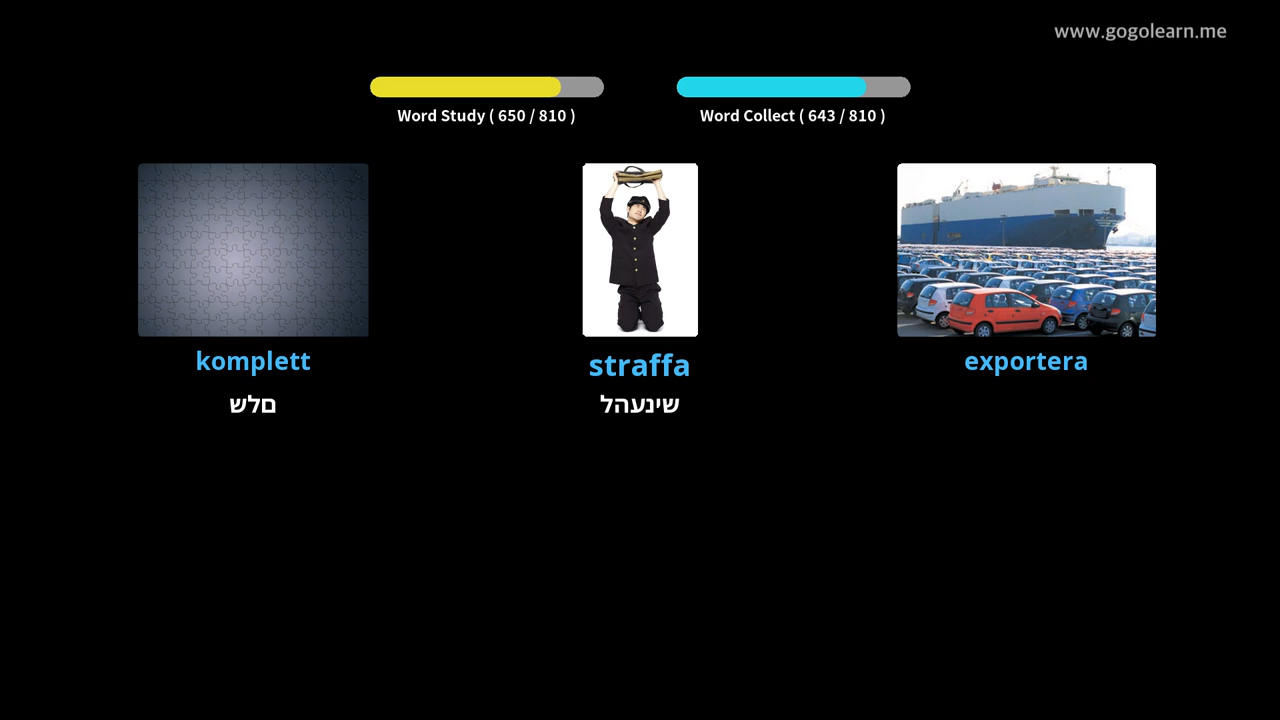 www.gogolearn.me
Word Study ( 650 / 810 )
Word Collect ( 643 / 810 )
komplett
straffa
exportera
שלם
להעניש